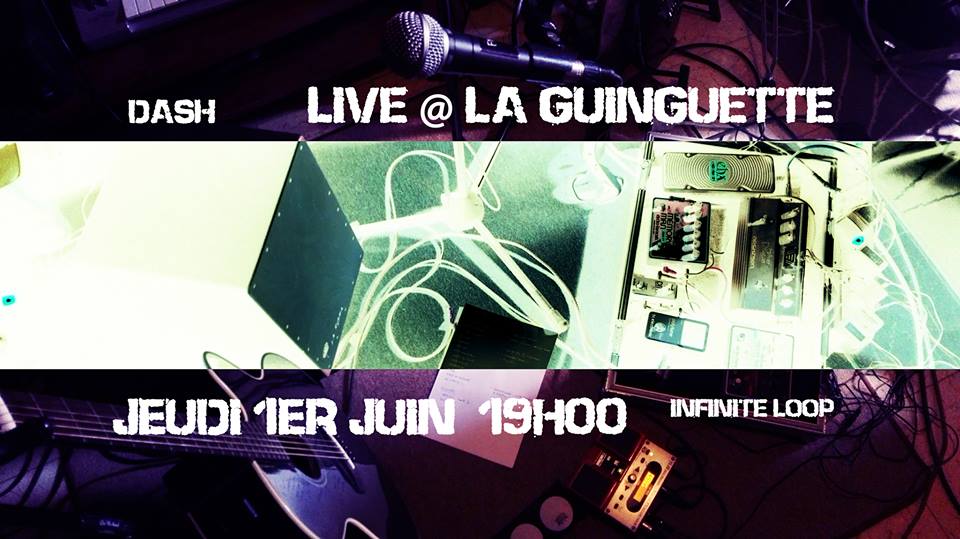 DASH
LIVE @ LA GUINGUETTE
JEUDI 1ER JUIN 19H00
INFINITE LOOP